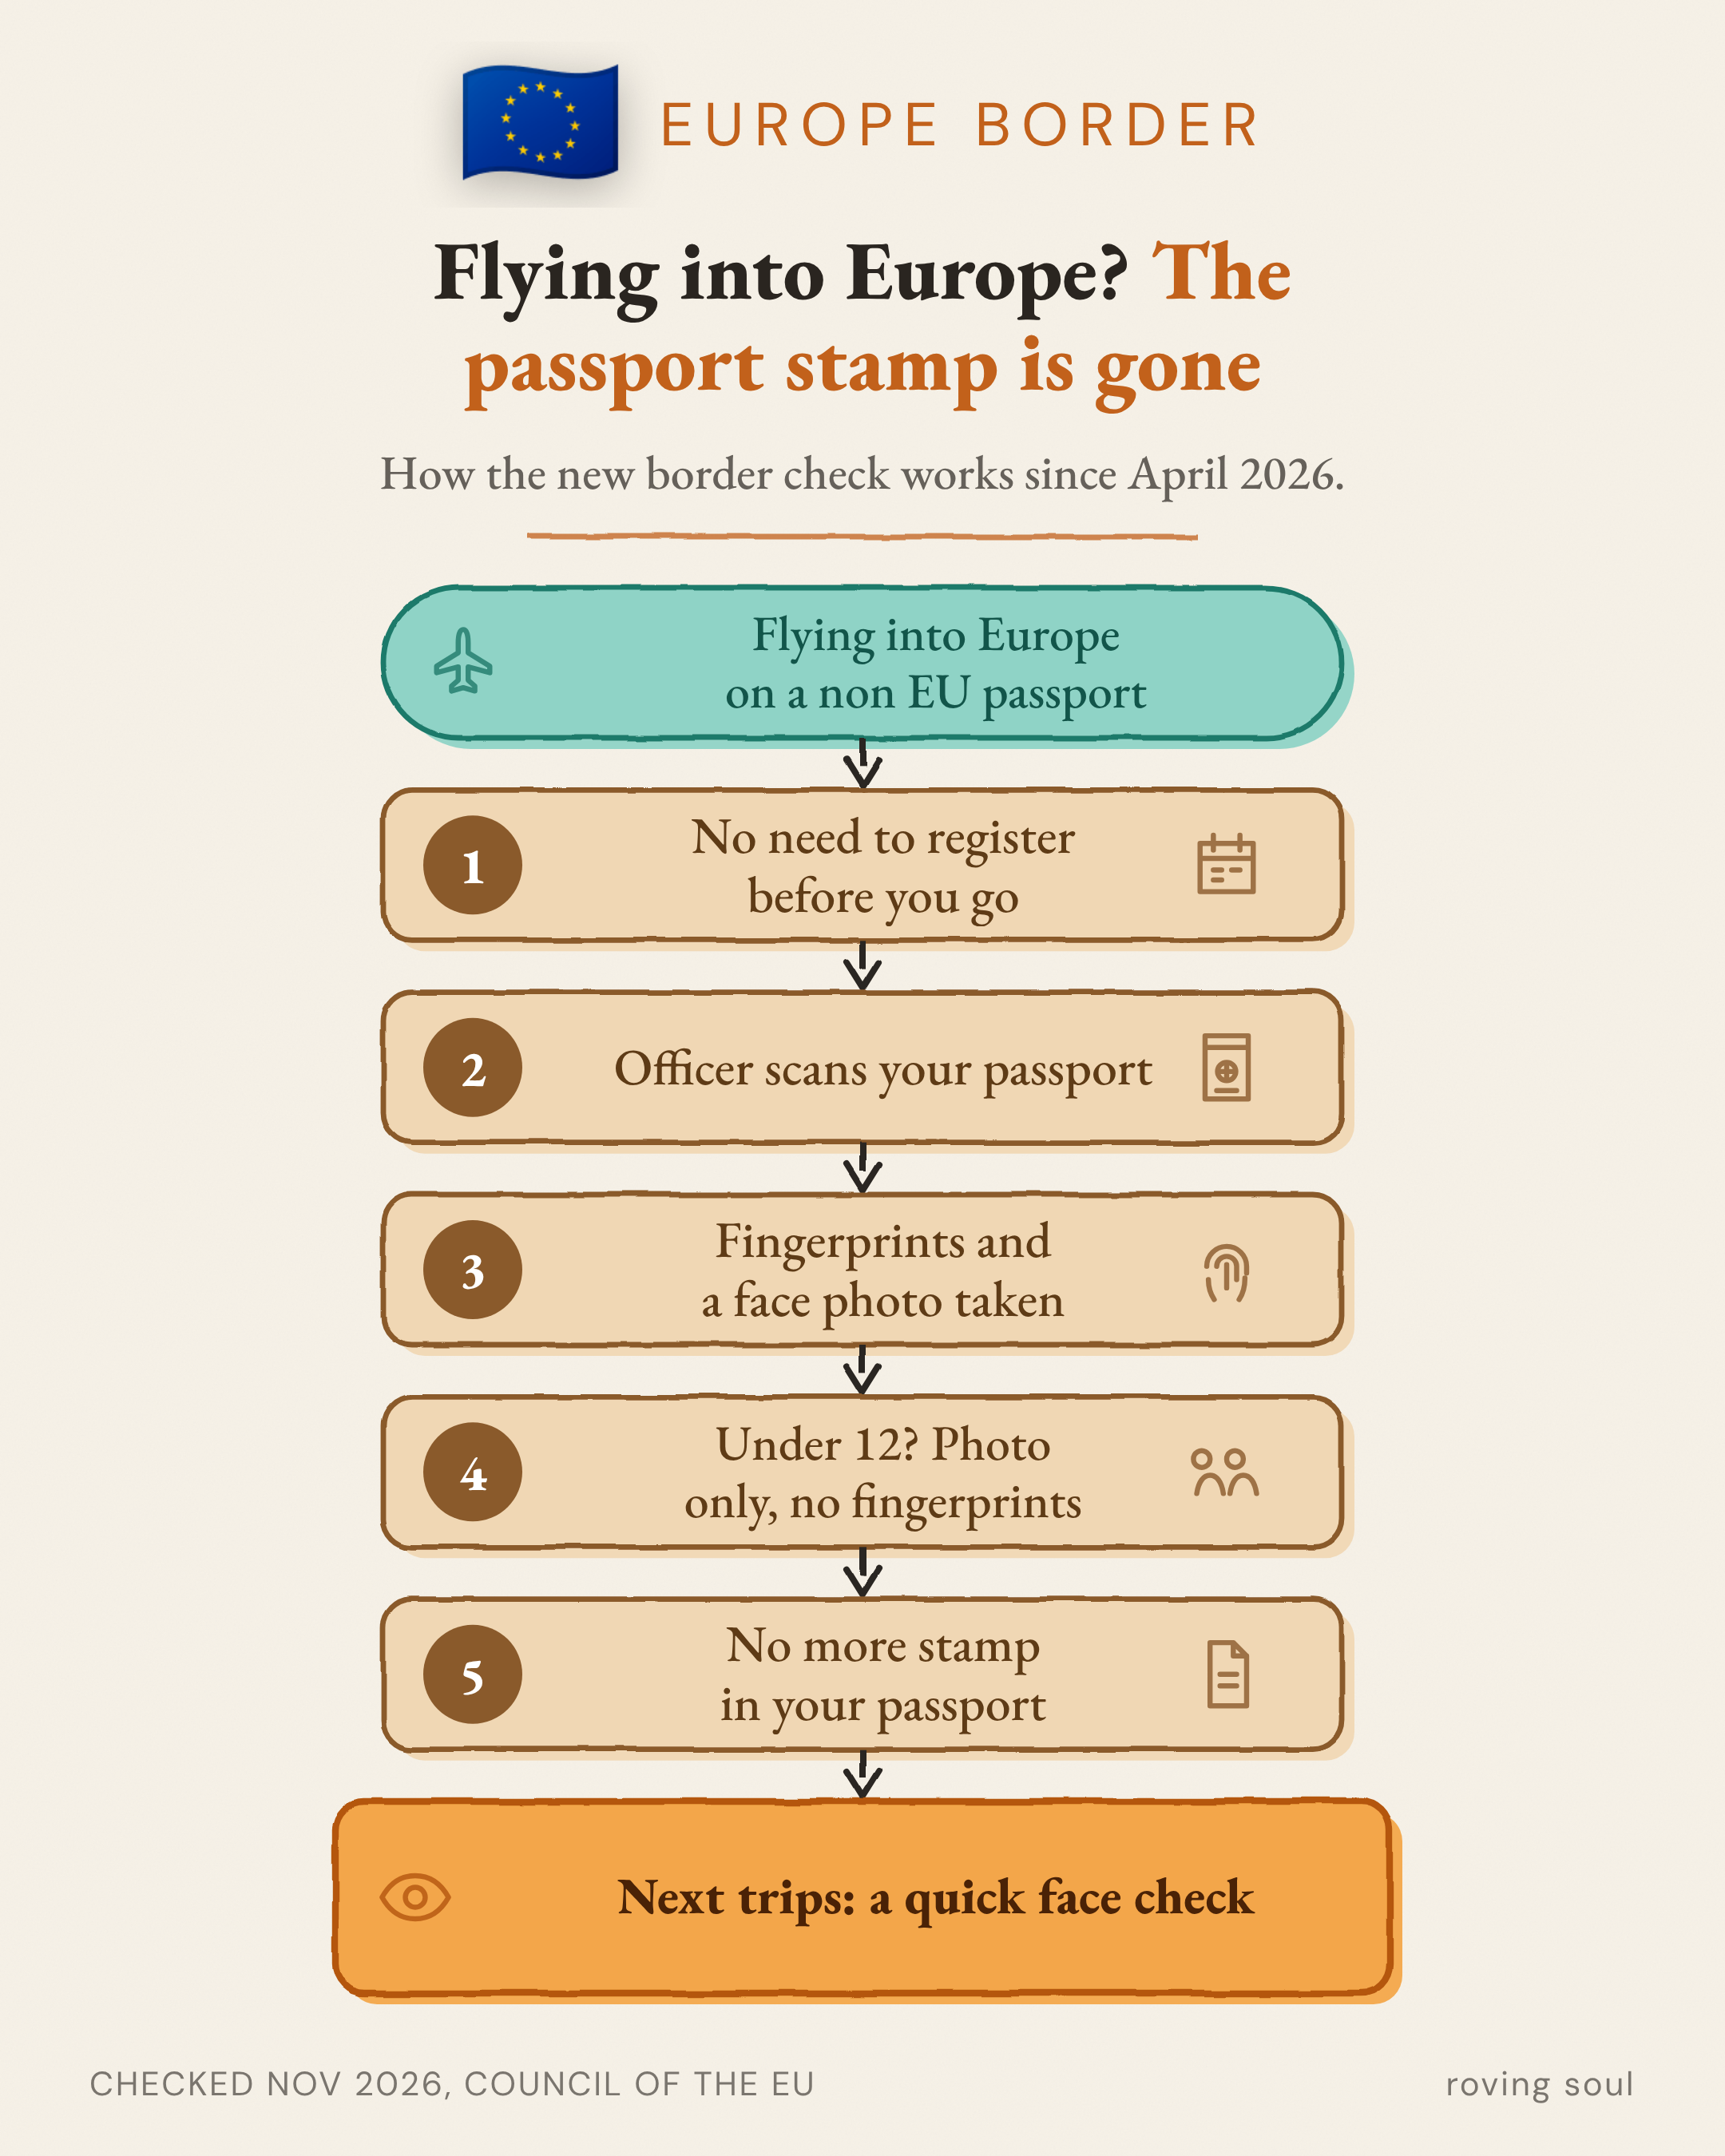 EUROPE BORDER
Flying into Europe? The
passport stamp is gone
How the new border check works since April 2026.
Flying into Europe
on a non EU passport
1
No need to register
before you go
2
Officer scans your passport
3
Fingerprints and
a face photo taken
4
Under 12? Photo
only, no fingerprints
5
No more stamp
in your passport
Next trips: a quick face check
CHECKED NOV 2026, COUNCIL OF THE EU
roving soul